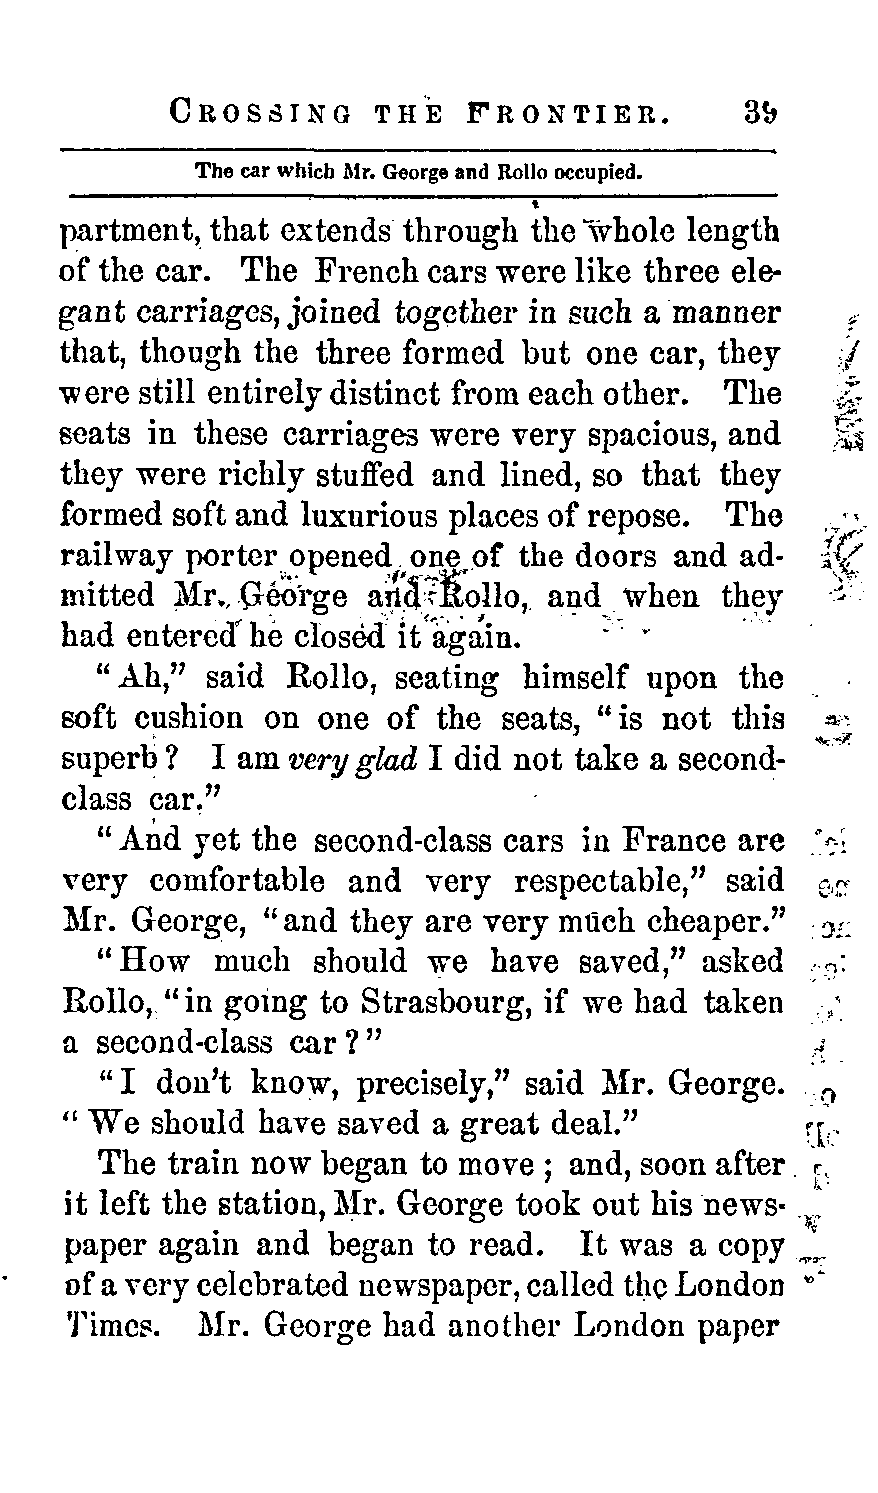 CROSSING THE FRONTIER. 39
The car which Mr. George and Rollo occupied.
partment, that extends through the whole length
of the car. The French cars were like three ele-
gant carriages, joined together in such a manner
that, though the three formed but one car, they
were still entirely distinct from each other. The
seats in these carriages were very spacious, and
they were richly stuffed and lined, so that they
formed soft and luxurious places of repose. The
railway porter opened one of the doors and ad-
mitted Mr. George and Rollo, and when they
had entered he closed it again.
"Ah," said Rollo, seating himself upon the
soft cushion on one of the seats, "is not this
superb? I am very glad I did not take a second-
class car."
"And yet the second-class cars in France are
very comfortable and very respectable," said
Mr. George, "and they are very much cheaper."
"How much should we have saved," asked
Rollo, "in going to Strasbourg, if we had taken
a second-class car?"
"I don't know, precisely," said Mr. George.
"We should have saved a great deal."
The train now began to move; and, soon after
it left the station, Mr. George took out his news-
paper again and began to read. It was a copy
of a very celebrated newspaper, called the London
Times. Mr. George had another London paper